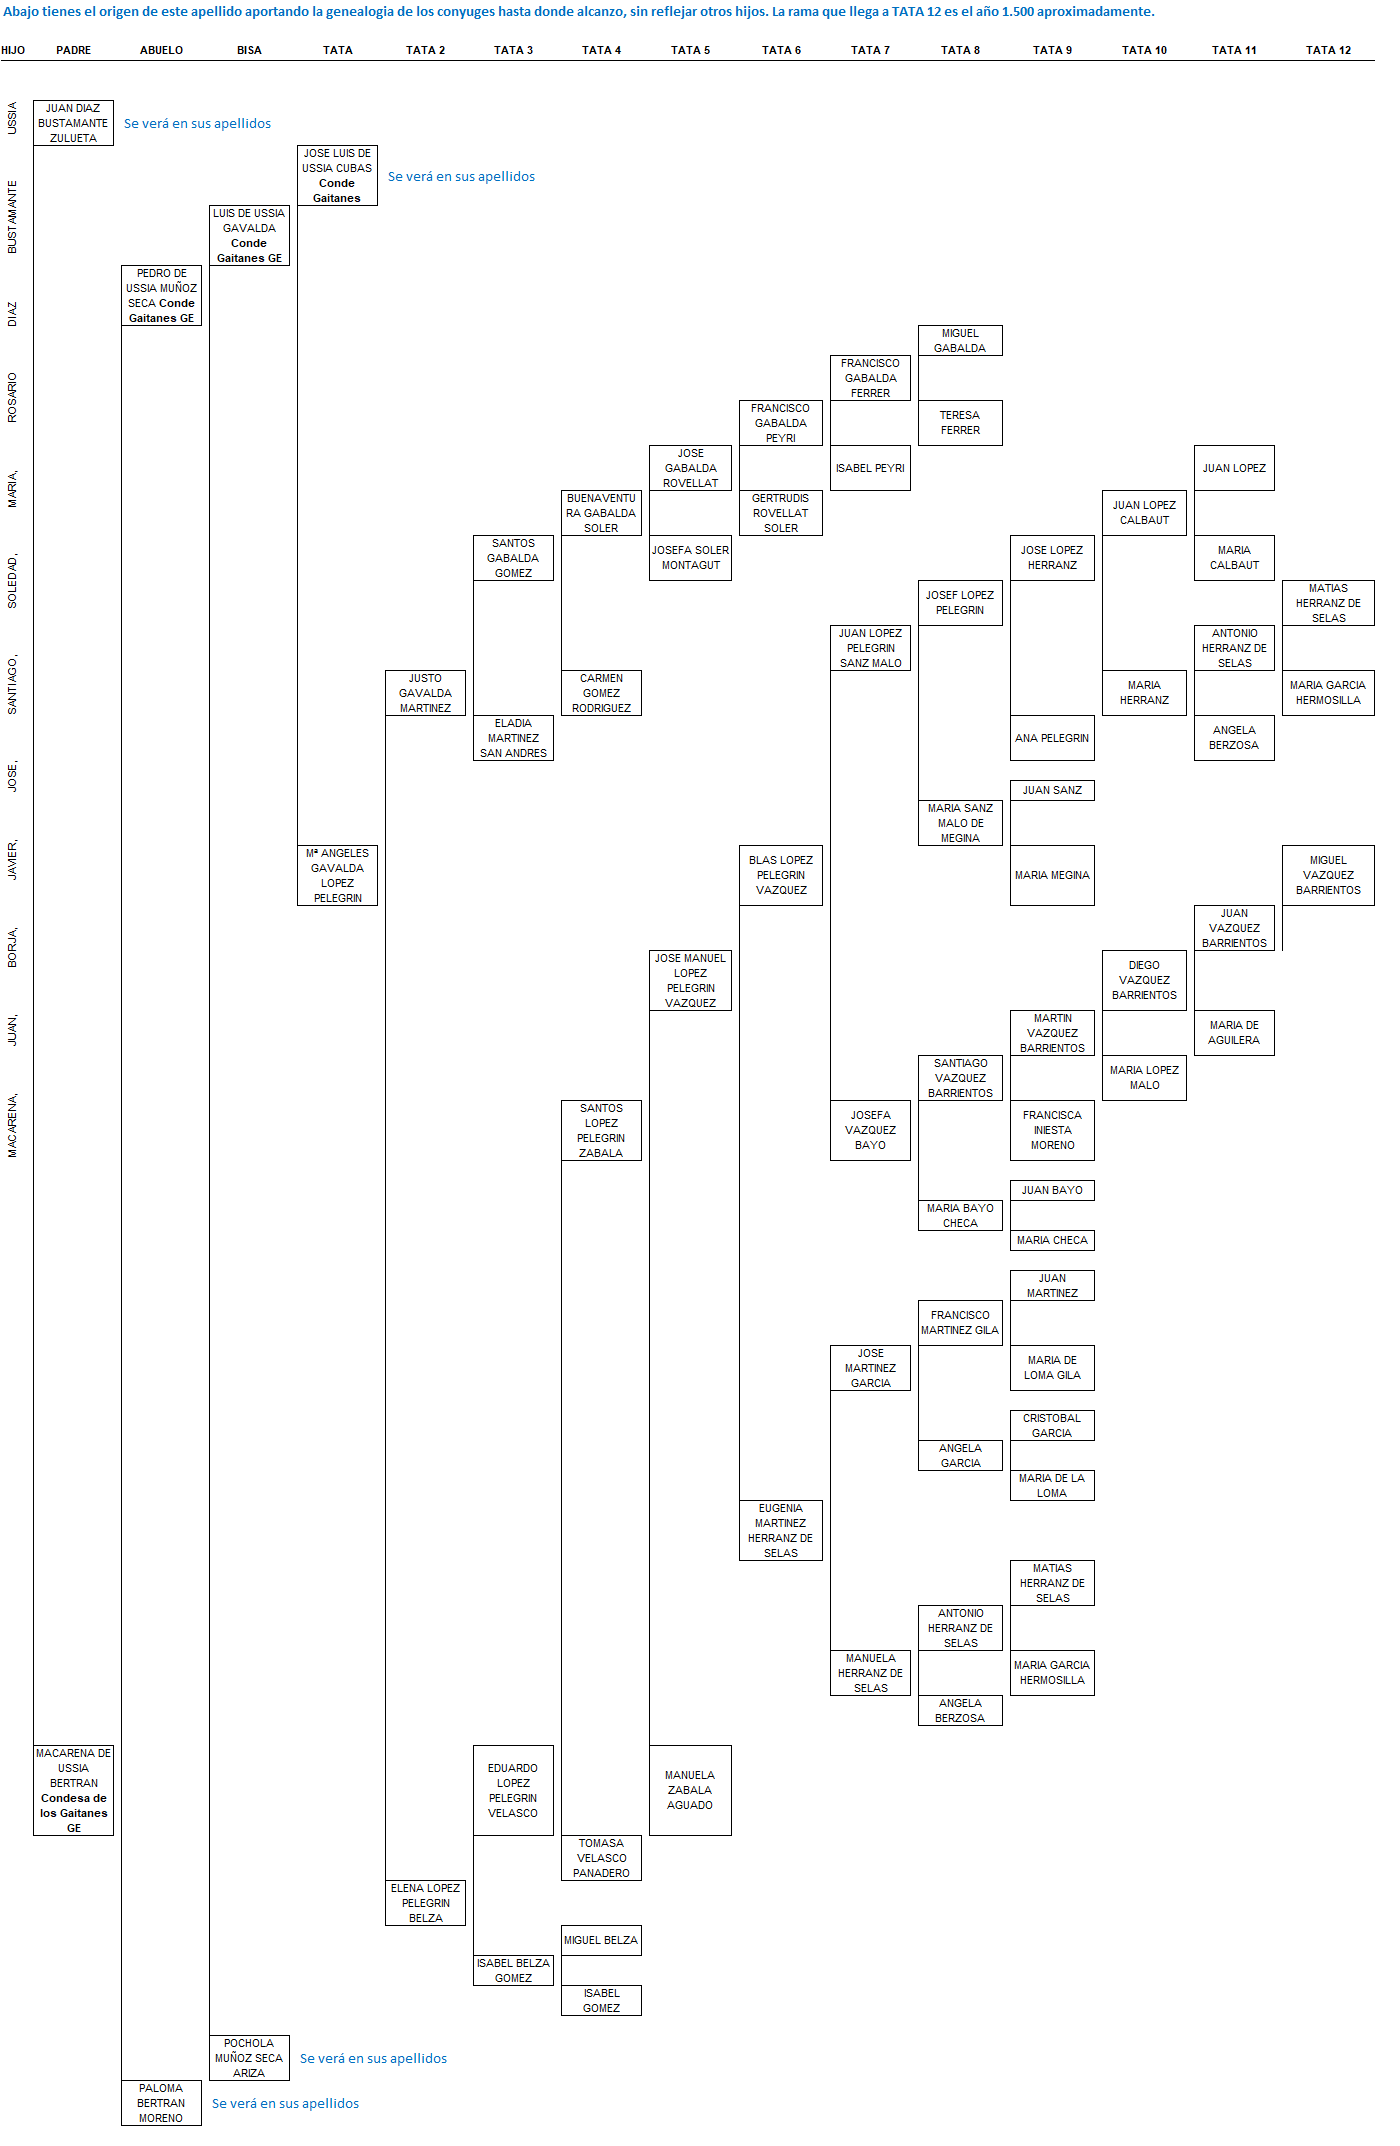 Abajo tienes el origen de este apellido aportando la genealogia de los conyuges hasta donde alcanzo, sin reflejar otros hijos. La rama que llega a TATA 12 es el año 1.500 aproximadamente.
HIJO PADRE ABUELO BISA TATA TATA 2 TATA 3 TATA 4 TATA 5 TATA 6 TATA 7 TATA 8 TATA 9 TATA 10 TATA 11 TATA 12
MACARENA, JUAN, BORJA, JAVIER, JOSE, SANTIAGO, SOLEDAD, MARIA, ROSARIO DIAZ BUSTAMANTE USSIA
JUAN DIAZ
BUSTAMANTE
ZULUETA
Se verá en sus apellidos
JOSE LUIS DE
USSIA CUBAS
Conde
Gaitanes
Se verá en sus apellidos
LUIS DE USSIA
GAVALDA
Conde
Gaitanes GE
PEDRO DE
USSIA MUÑOZ
SECA Conde
Gaitanes GE
MIGUEL
GABALDA
FRANCISCO
GABALDA
FERRER
TERESA
FERRER
FRANCISCO
GABALDA
PEYRI
ISABEL PEYRI
JOSE
GABALDA
ROVELLAT
JUAN LOPEZ
BUENAVENTU
RA GABALDA
SOLER
GERTRUDIS
ROVELLAT
SOLER
JUAN LOPEZ
CALBAUT
SANTOS
GABALDA
GOMEZ
JOSEFA SOLER
MONTAGUT
JOSE LOPEZ
HERRANZ
MARIA
CALBAUT
JOSEF LOPEZ
PELEGRIN
MATIAS
HERRANZ DE
SELAS
JUAN LOPEZ
PELEGRIN
SANZ MALO
ANTONIO
HERRANZ DE
SELAS
JUSTO
GAVALDA
MARTINEZ
CARMEN
GOMEZ
RODRIGUEZ
MARIA
HERRANZ
MARIA GARCIA
HERMOSILLA
ELADIA
MARTINEZ
SAN ANDRES
ANA PELEGRIN
ANGELA
BERZOSA
JUAN SANZ
MARIA SANZ
MALO DE
MEGINA
Mª ANGELES
GAVALDA
LOPEZ
PELEGRIN
BLAS LOPEZ
PELEGRIN
VAZQUEZ
MARIA MEGINA
MIGUEL
VAZQUEZ
BARRIENTOS
JUAN
VAZQUEZ
BARRIENTOS
JOSE MANUEL
LOPEZ
PELEGRIN
VAZQUEZ
DIEGO
VAZQUEZ
BARRIENTOS
MARTIN
VAZQUEZ
BARRIENTOS
MARIA DE
AGUILERA
SANTIAGO
VAZQUEZ
BARRIENTOS
MARIA LOPEZ
MALO
SANTOS
LOPEZ
PELEGRIN
ZABALA
JOSEFA
VAZQUEZ
BAYO
FRANCISCA
INIESTA
MORENO
JUAN BAYO
MARIA BAYO
CHECA
MARIA CHECA
JUAN
MARTINEZ
FRANCISCO
MARTINEZ GILA
JOSE
MARTINEZ
GARCIA
MARIA DE
LOMA GILA
CRISTOBAL
GARCIA
ANGELA
GARCIA
MARIA DE LA
LOMA
EUGENIA
MARTINEZ
HERRANZ DE
SELAS
MATIAS
HERRANZ DE
SELAS
ANTONIO
HERRANZ DE
SELAS
MANUELA
HERRANZ DE
SELAS
MARIA GARCIA
HERMOSILLA
ANGELA
BERZOSA
MACARENA DE
USSIA
BERTRAN
Condesa de
los Gaitanes
GE
EDUARDO
LOPEZ
PELEGRIN
VELASCO
MANUELA
ZABALA
AGUADO
TOMASA
VELASCO
PANADERO
ELENA LOPEZ
PELEGRIN
BELZA
MIGUEL BELZA
ISABEL BELZA
GOMEZ
ISABEL
GOMEZ
POCHOLA
MUÑOZ SECA
ARIZA
Se verá en sus apellidos
PALOMA
BERTRAN
MORENO
Se verá en sus apellidos